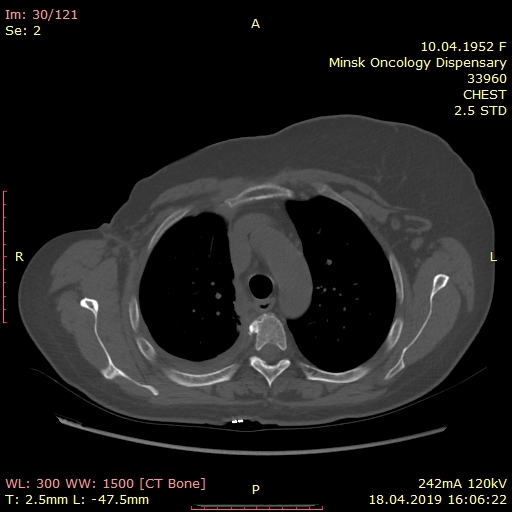 Im: 30/121
Se: 2
A
10.04.1952 F
Minsk Oncology Dispensary
33960
CHEST
2.5 STD
R
L
WL: 300 WW: 1500 [CT Bone]
T: 2.5mm L: -47.5mm
P
242mA 120kV
18.04.2019 16:06:22